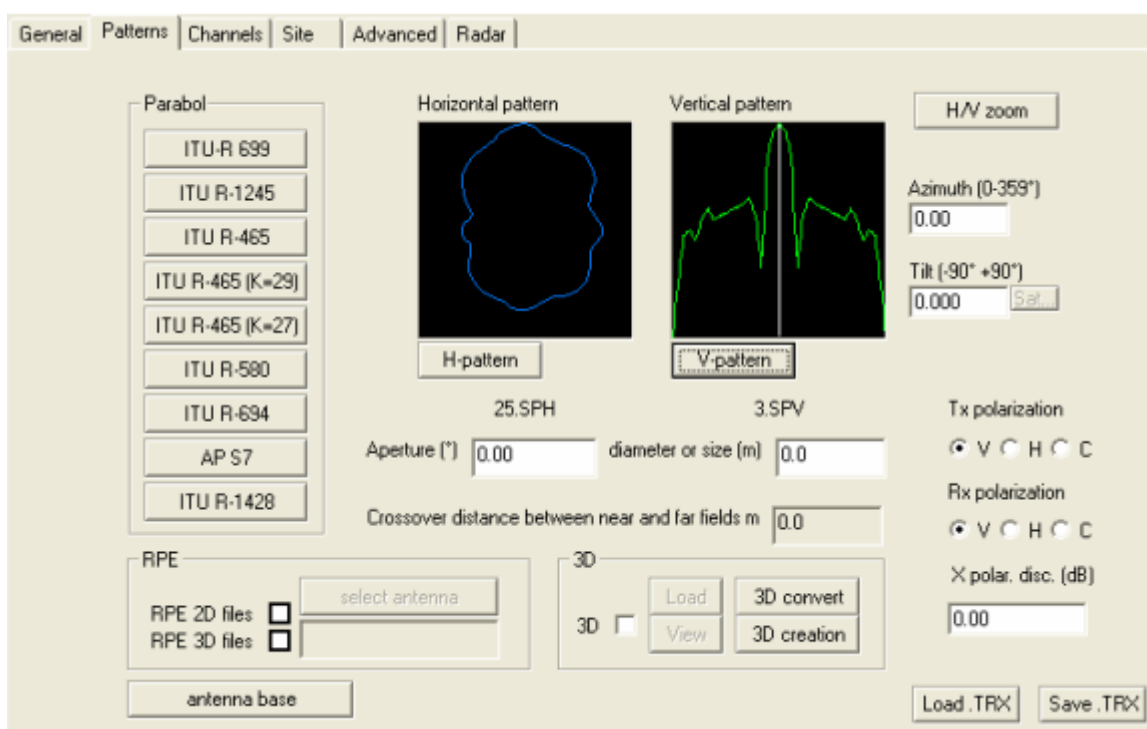 General Patterns Channels Site Advanced Radar
Parabol
ITU-R 699
ITU R-1245
ITU R-465
ITU R-465 (K=29)
ITU R-465 (K=27)
ITU R-580
ITU R-694
AP S7
ITU R-1428
Horizontal pattern
H-pattern
25.SPH
Vertical pattern
V-pattern
3.SPV
H/V zoom
Azimuth (0-359°)
0.00
Tilt (-90° +90°)
0.000 Sat...
Aperture (°) 0.00 diameter or size (m) 0.0
Crossover distance between near and far fields m 0.0
Tx polarization
V H C
Rx polarization
V H C
X polar. disc. (dB)
0.00
RPE
select antenna
RPE 2D files
RPE 3D files
3D
3D
Load 3D convert
View 3D creation
antenna base
Load .TRX Save .TRX